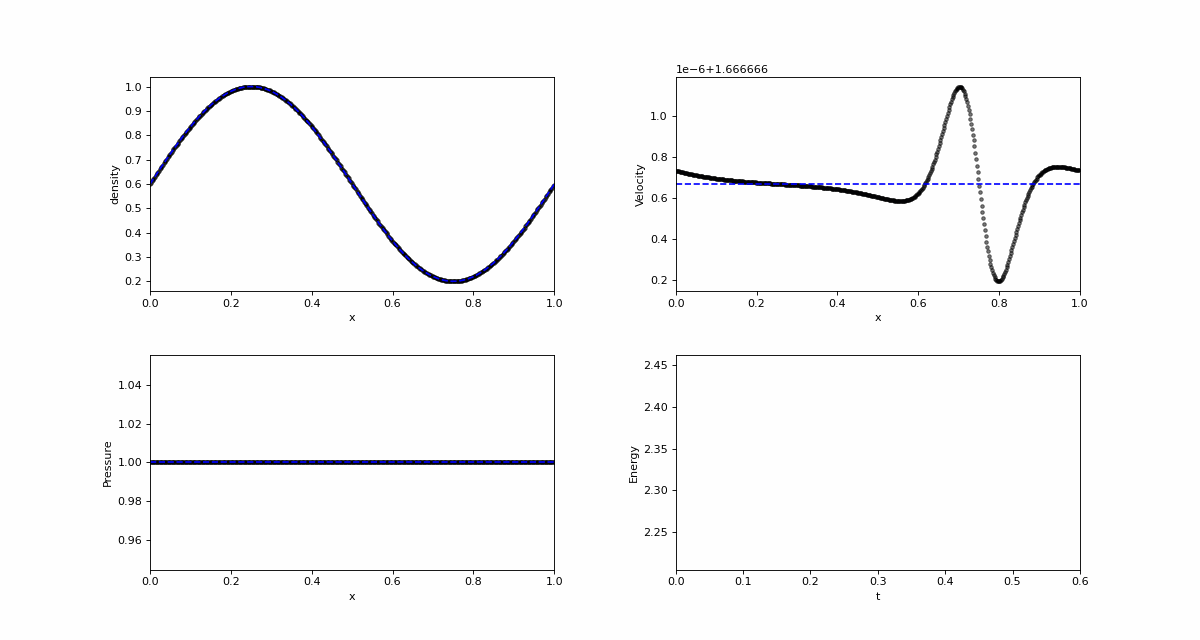 1e−6+1.666666
1.0
0.9
0.8
0.7
0.6
0.5
0.4
0.3
0.2
density
0.0 0.2 0.4 0.6 0.8 1.0
x
1.0
0.8
0.6
0.4
0.2
Velocity
0.0 0.2 0.4 0.6 0.8 1.0
x
1.04
1.02
1.00
0.98
0.96
Pressure
0.0 0.2 0.4 0.6 0.8 1.0
x
2.45
2.40
2.35
2.30
2.25
Energy
0.0 0.1 0.2 0.3 0.4 0.5 0.6
t